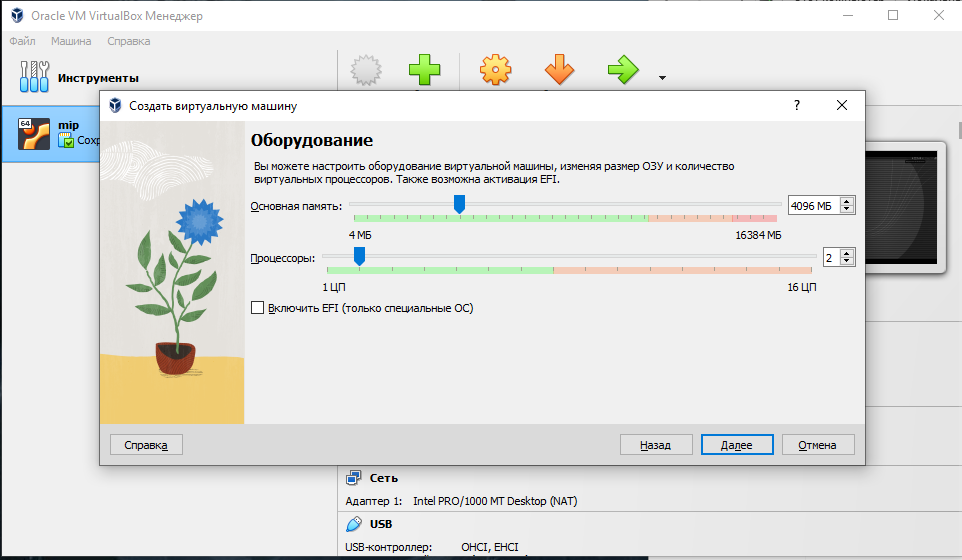 Oracle VM VirtualBox Менеджер
Файл Машина Справка
Инструменты
64
mip
Создать виртуальную машину
?
Оборудование
Вы можете настроить оборудование виртуальной машины, изменяя размер ОЗУ и количество
виртуальных процессоров. Также возможна активация EFI.
Основная память: 4096 МБ
4 МБ 16384 МБ
Процессоры: 2
1 ЦП 16 ЦП
Включить EFI (только специальные ОС)
Справка Назад Далее Отмена
Сеть
Адаптер 1: Intel PRO/1000 MT Desktop (NAT)
USB
USB-контроллер: OHCI, EHCI